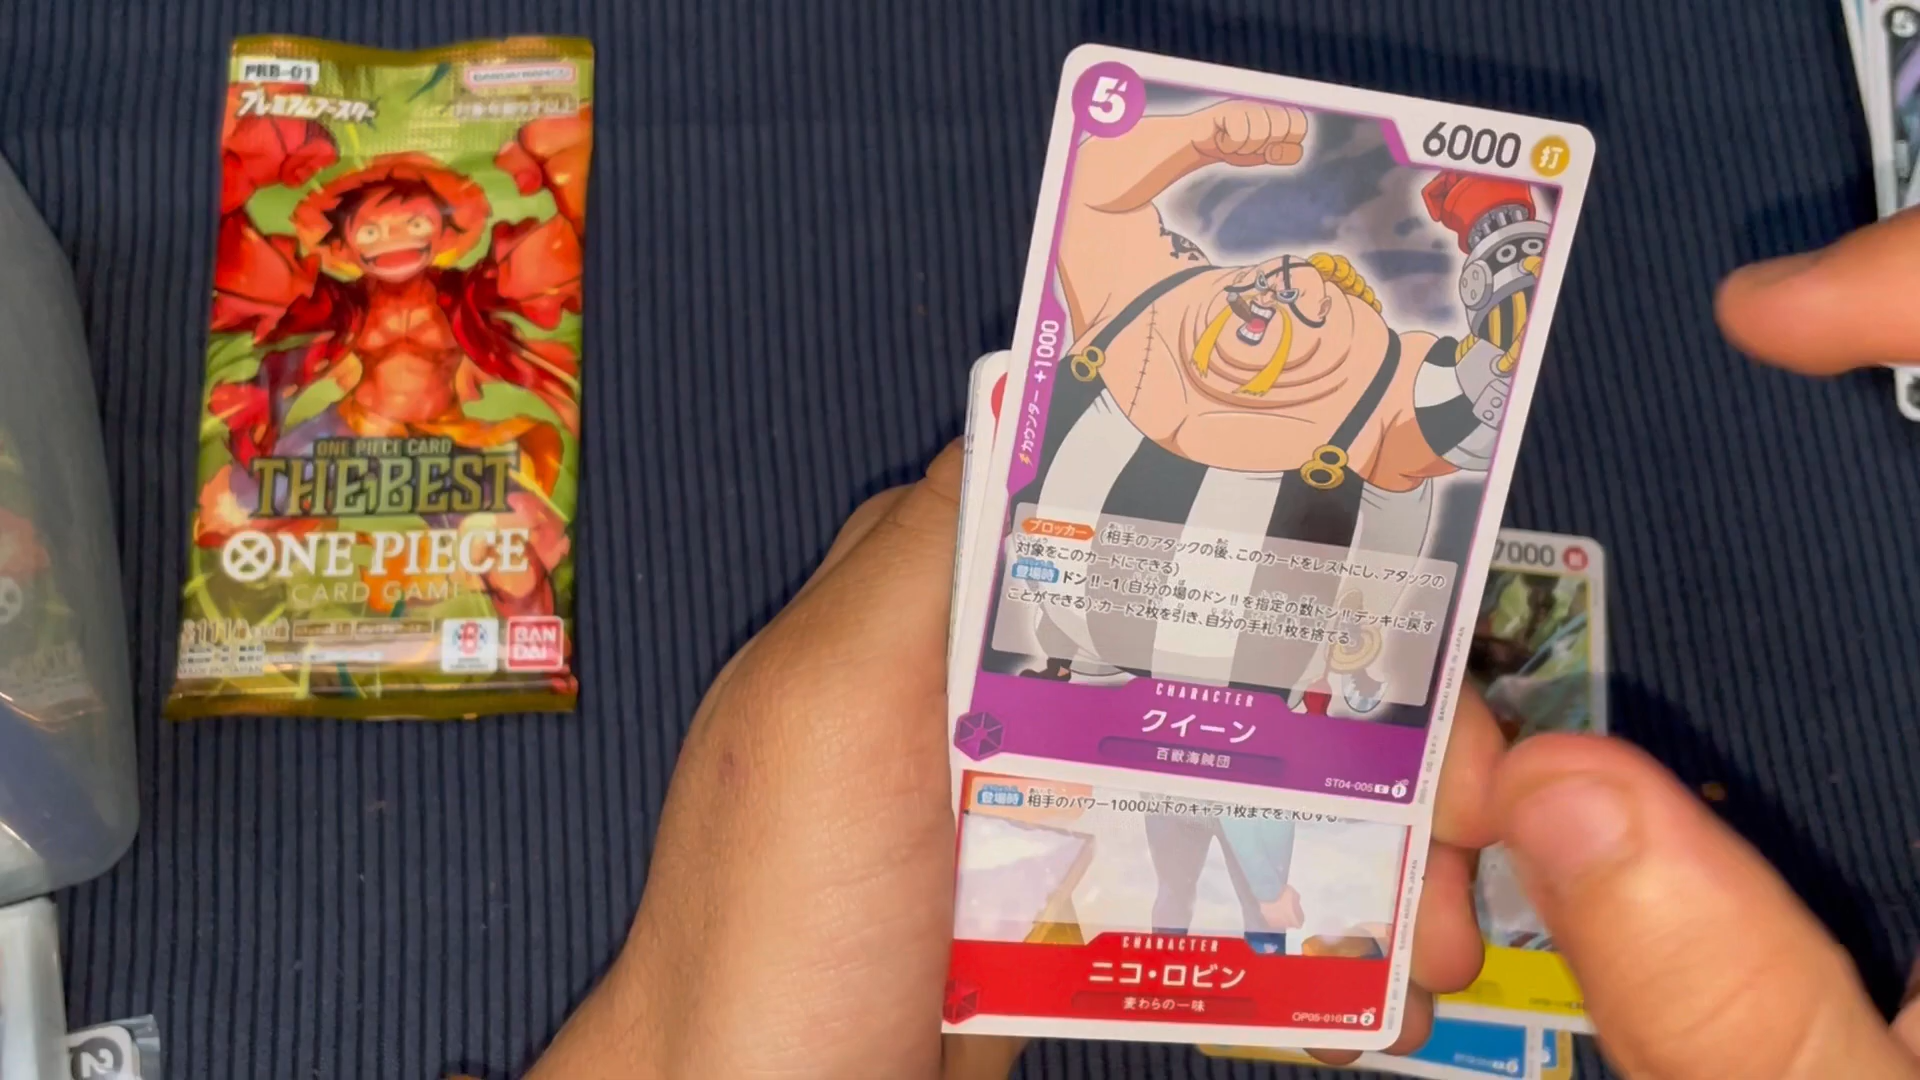 PRB-01
プレミアムブースター
ONE PIECE CARD
THE BEST
ONE PIECE
CARD GAME
BAN
DAI
5
6000
打
カウンター +1000
ブロッカー (相手のアタックの後、このカードをレストにし、アタックの
対象をこのカードにできる)
登場時 ドン!!-1(自分の場のドン!!を指定の数ドン!!デッキに戻す
ことができる):カード2枚を引き、自分の手札1枚を捨てる。
CHARACTER
クイーン
百獣海賊団
ST04-005 C 1
登場時 相手のパワー1000以下のキャラ1枚までを、KOする。
CHARACTER
ニコ・ロビン
麦わらの一味
OP05-010 UC 2
7000
5
2